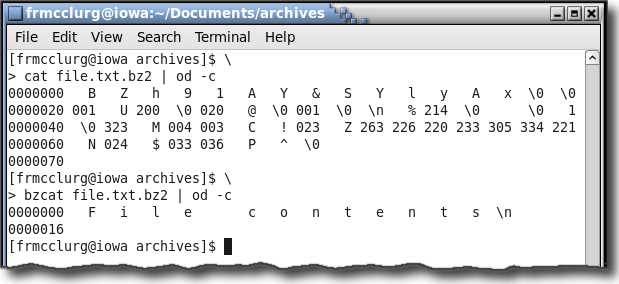 frmcclurg@iowa:~/Documents/archives
File Edit View Search Terminal Help
[frmcclurg@iowa archives]$ \
> cat file.txt.bz2 | od -c
0000000   B   Z   h   9   1   A   Y   &   S   Y   l   y   A   x  \0  \0
0000020 001   U 200  \0 020   @  \0 001  \0  \n   % 214  \0      \0   1
0000040  \0 323   M 004 003   C   ! 023   Z 263 226 220 233 305 334 221
0000060   N 024   $ 033 036   P   ^  \0
0000070
[frmcclurg@iowa archives]$ \
> bzcat file.txt.bz2 | od -c
0000000   F   i   l   e       c   o   n   t   e   n   t   s  \n
0000016
[frmcclurg@iowa archives]$